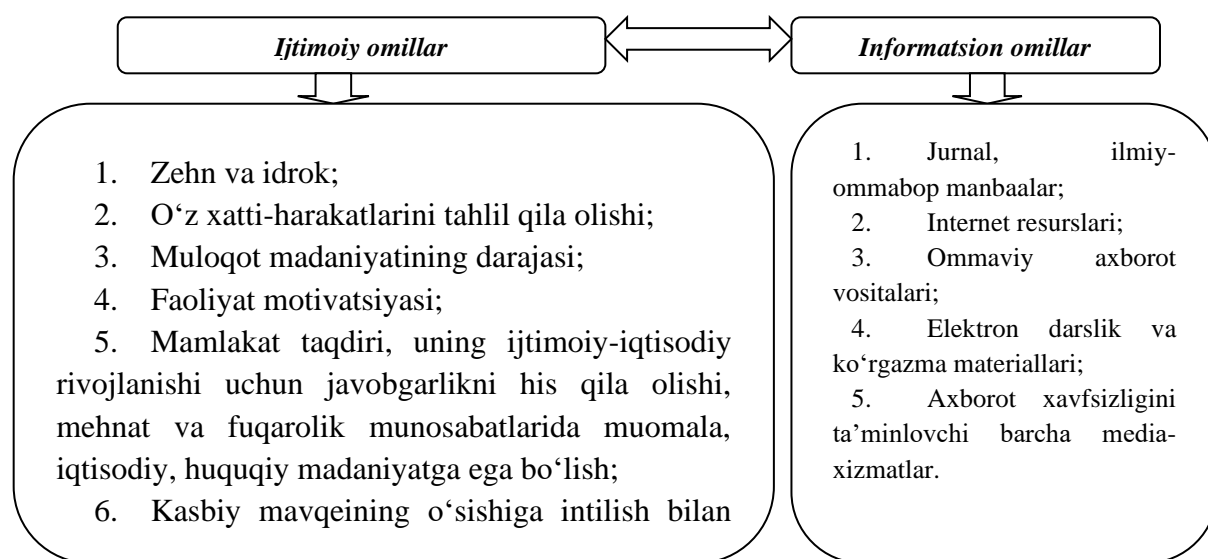 Ijtimoiy omillar
Informatsion omillar
1. Zehn va idrok;
2. O‘z xatti-harakatlarini tahlil qila olishi;
3. Muloqot madaniyatining darajasi;
4. Faoliyat motivatsiyasi;
5. Mamlakat taqdiri, uning ijtimoiy-iqtisodiy
rivojlanishi uchun javobgarlikni his qila olishi,
mehnat va fuqarolik munosabatlarida muomala,
iqtisodiy, huquqiy madaniyatga ega bo‘lish;
6. Kasbiy mavqeining o‘sishiga intilish bilan
1. Jurnal, ilmiy-
ommabop manbaalar;
2. Internet resurslari;
3. Ommaviy axborot
vositalari;
4. Elektron darslik va
ko‘rgazma materiallari;
5. Axborot xavfsizligini
ta’minlovchi barcha media-
xizmatlar.